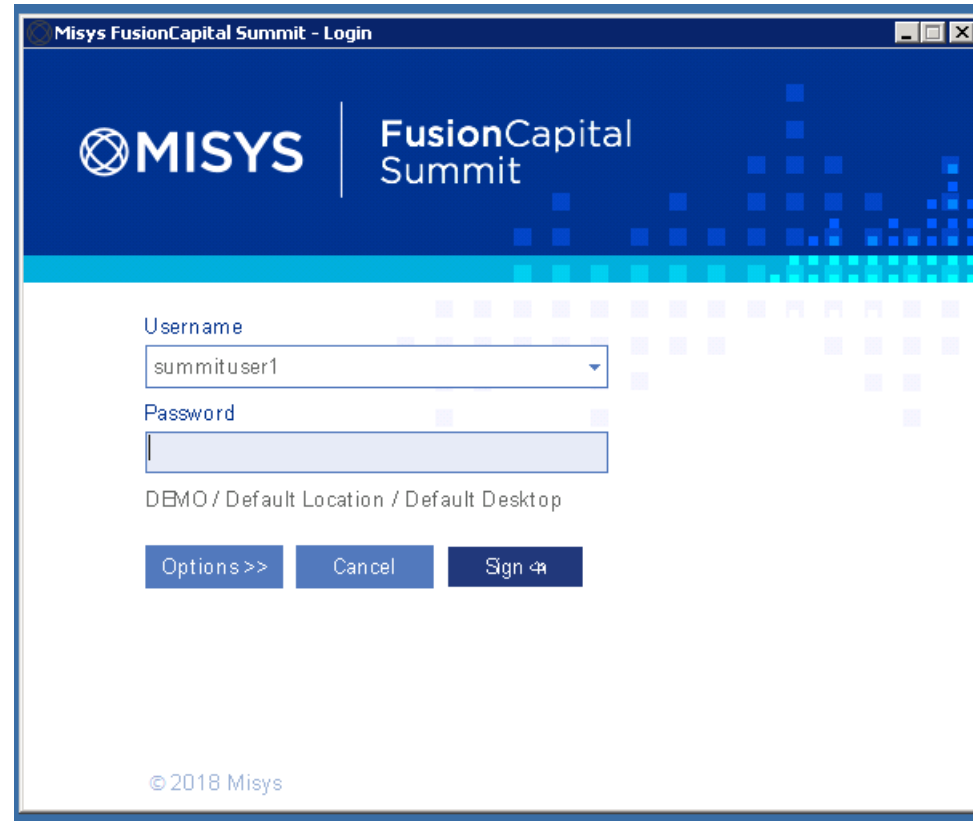 Misys FusionCapital Summit - Login
MISYS
FusionCapital
Summit
Username
summituser1
Password
DEMO / Default Location / Default Desktop
Options >> Cancel Sign
© 2018 Misys